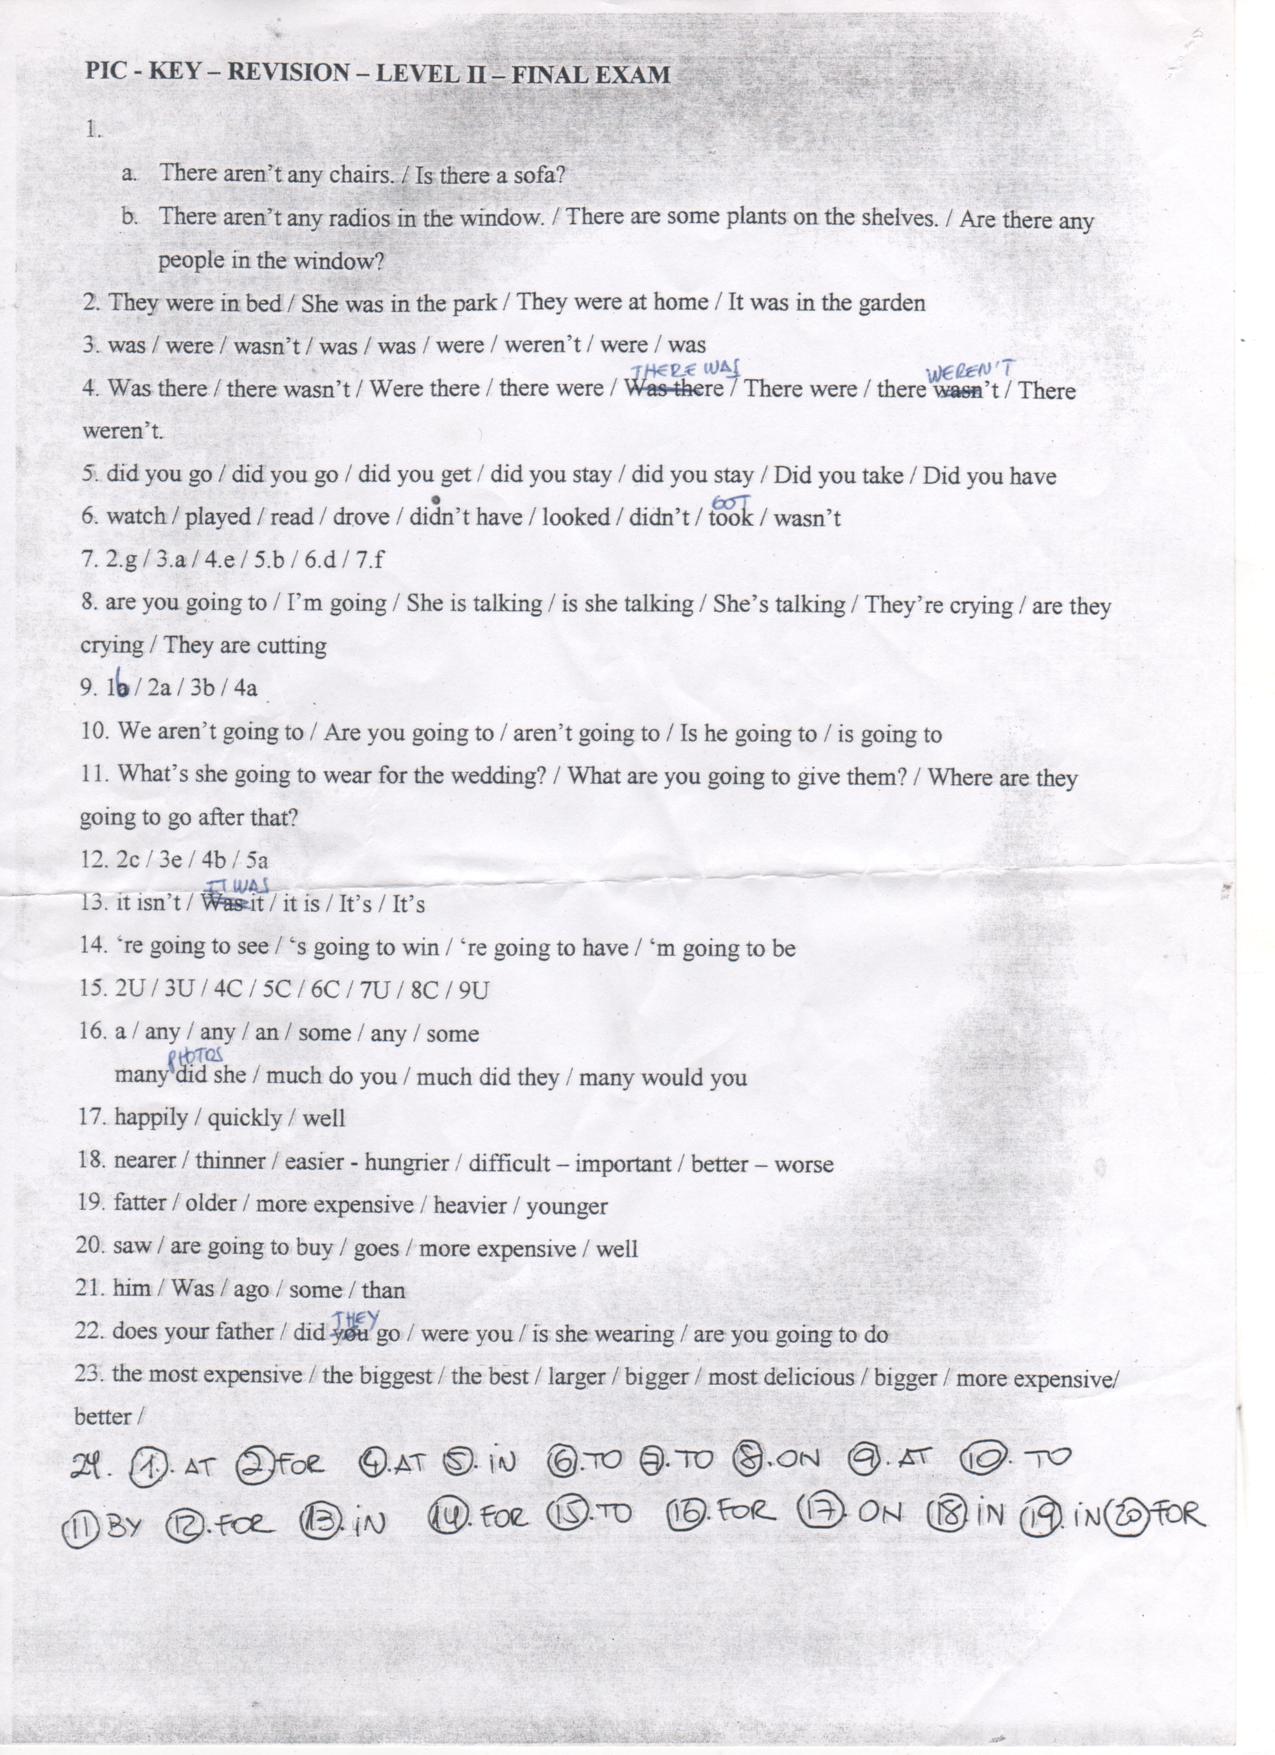 PIC - KEY – REVISION – LEVEL II – FINAL EXAM
1.
a. There aren't any chairs. / Is there a sofa?
b. There aren't any radios in the window. / There are some plants on the shelves. / Are there any
people in the window?
2. They were in bed / She was in the park / They were at home / It was in the garden
3. was / were / wasn't / was / was / were / weren't / were / was
THERE WAS WEREN'T
4. Was there / there wasn't / Were there / there were / Was there / There were / there wasn't / There
weren't.
5. did you go / did you go / did you get / did you stay / did you stay / Did you take / Did you have
GOT
6. watch / played / read / drove / didn't have / looked / didn't / took / wasn't
7. 2.g / 3.a / 4.e / 5.b / 6.d / 7.f
8. are you going to / I'm going / She is talking / is she talking / She's talking / They're crying / are they
crying / They are cutting
9. 1b / 2a / 3b / 4a
10. We aren't going to / Are you going to / aren't going to / Is he going to / is going to
11. What's she going to wear for the wedding? / What are you going to give them? / Where are they
going to go after that?
12. 2c / 3e / 4b / 5a
IT WAS
13. it isn't / Was it / it is / It's / It's
14. 're going to see / 's going to win / 're going to have / 'm going to be
15. 2U / 3U / 4C / 5C / 6C / 7U / 8C / 9U
16. a / any / any / an / some / any / some
PHOTOS
many did she / much do you / much did they / many would you
17. happily / quickly / well
18. nearer / thinner / easier - hungrier / difficult – important / better – worse
19. fatter / older / more expensive / heavier / younger
20. saw / are going to buy / goes / more expensive / well
21. him / Was / ago / some / than
THEY
22. does your father / did you go / were you / is she wearing / are you going to do
23. the most expensive / the biggest / the best / larger / bigger / most delicious / bigger / more expensive/
better /
24. 1. AT 2 FOR 4. AT 5. IN 6. TO 7. TO 8. ON 9. AT 10. TO
11 BY 12. FOR 13. IN 14. FOR 15. TO 16. FOR 17. ON 18 IN 19. IN 20 FOR